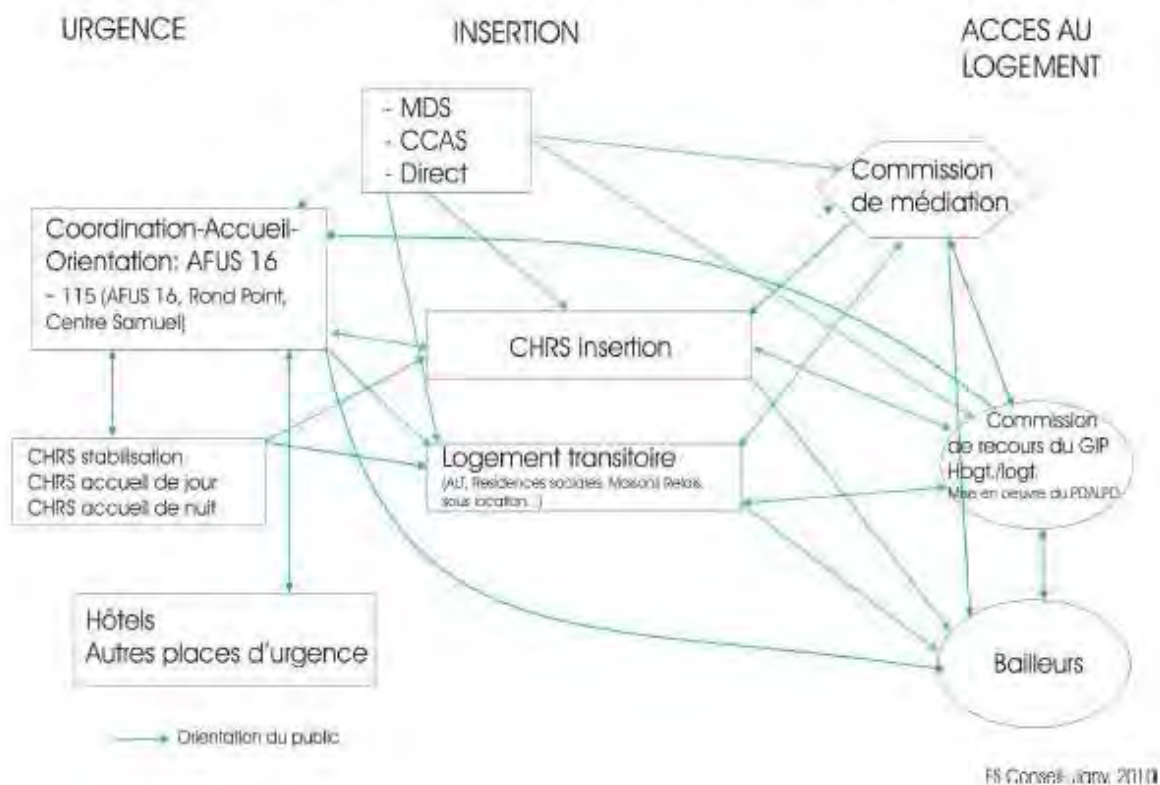 URGENCE
INSERTION
ACCES AU
LOGEMENT
- MDS
- CCAS
- Direct
Commission
de médiation
Coordination-Accueil-
Orientation: AFUS 16
- 115 (AFUS 16, Rond Point,
Centre Samuel)
CHRS insertion
Commission
de recours du GIP
Hbgt./logt.
Mise en oeuvre du PDALPD
CHRS stabilisation
CHRS accueil de jour
CHRS accueil de nuit
Logement transitoire
(ALT, Residences sociales, Maisons Relais,
sous location...)
Hôtels
Autres places d'urgence
Bailleurs
Orientation du public
FS Conseil- Janv. 2010